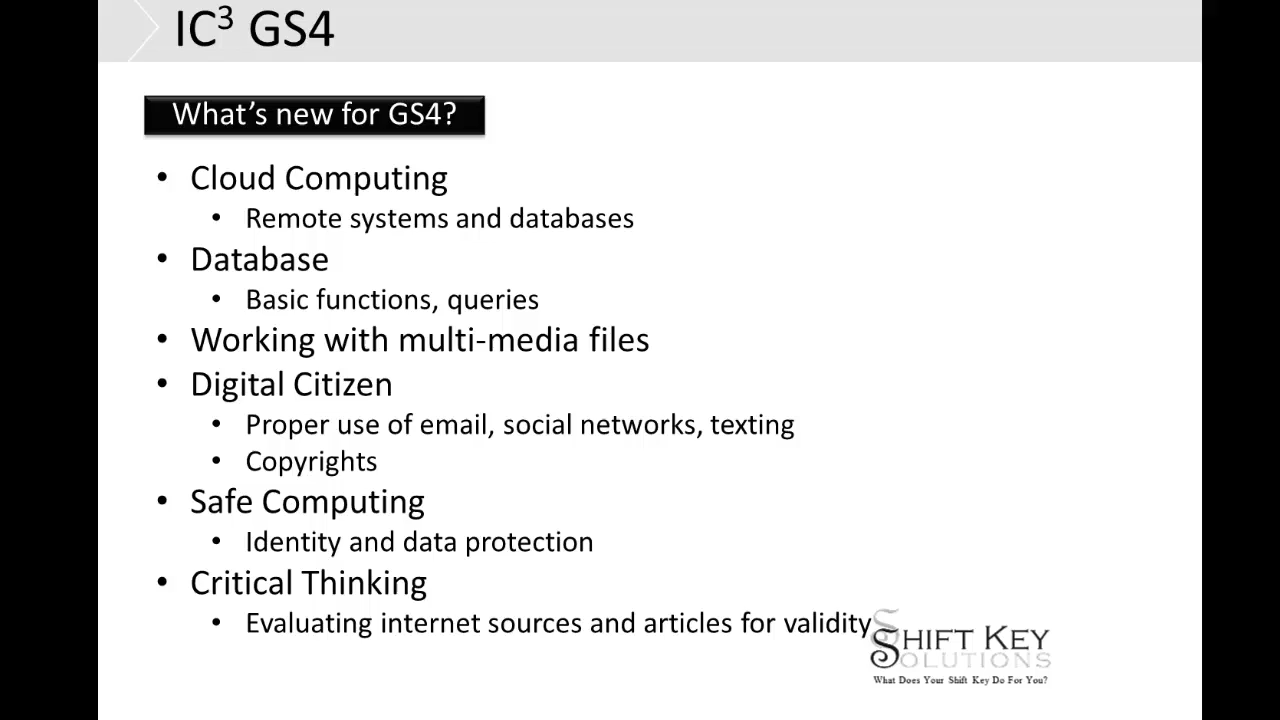 IC³ GS4
What's new for GS4?
• Cloud Computing
• Remote systems and databases
• Database
• Basic functions, queries
• Working with multi-media files
• Digital Citizen
• Proper use of email, social networks, texting
• Copyrights
• Safe Computing
• Identity and data protection
• Critical Thinking
• Evaluating internet sources and articles for validity
SHIFT KEY
SOLUTIONS
What Does Your Shift Key Do For You?